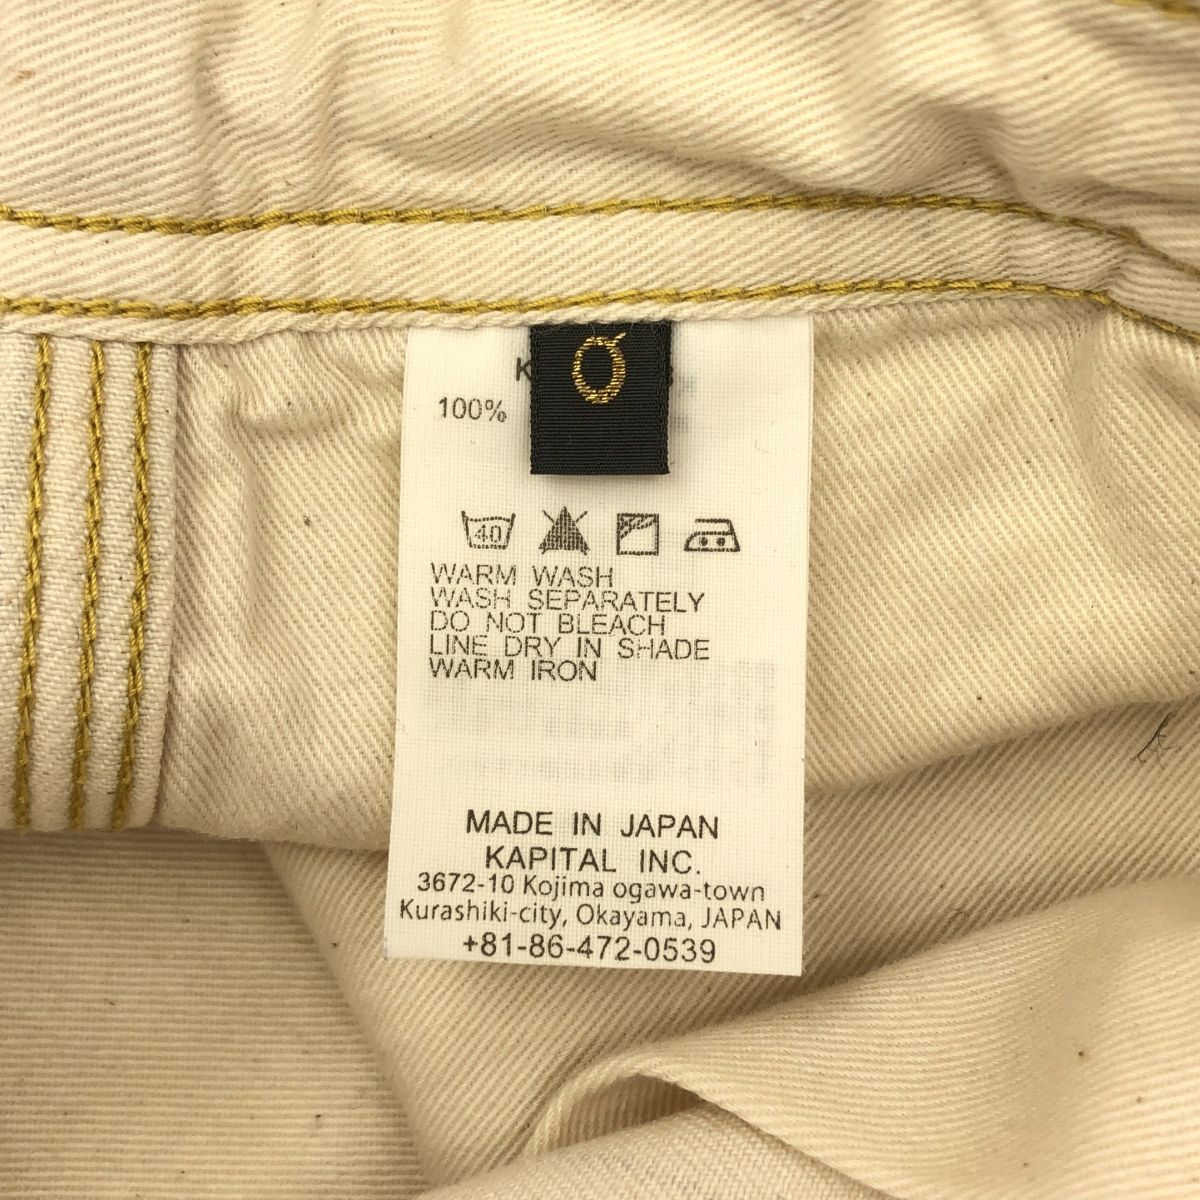 0
100%
40
WARM WASH
WASH SEPARATELY
DO NOT BLEACH
LINE DRY IN SHADE
WARM IRON
MADE IN JAPAN
KAPITAL INC.
3672-10 Kojima ogawa-town
Kurashiki-city, Okayama, JAPAN
+81-86-472-0539